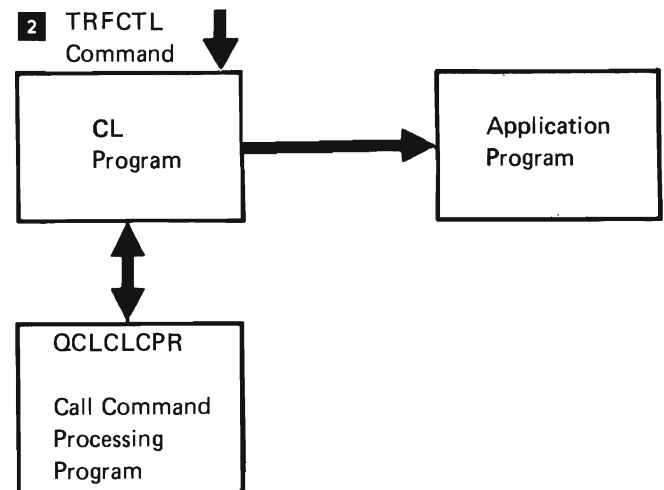 2 TRFCTL
Command
CL
Program
Application
Program
QCLCLCPR
Call Command
Processing
Program